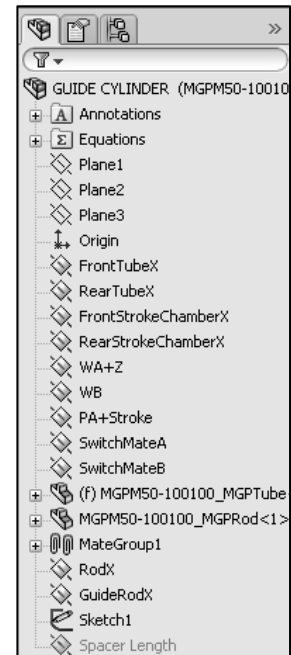 GUIDE CYLINDER (MGPM50-10010
Annotations
Equations
Plane1
Plane2
Plane3
Origin
FrontTubeX
RearTubeX
FrontStrokeChamberX
RearStrokeChamberX
WA+Z
WB
PA+Stroke
SwitchMateA
SwitchMateB
(f) MGPM50-100100_MGPTube
MGPM50-100100_MGPRod<1>
MateGroup1
RodX
GuideRodX
Sketch1
Spacer Length